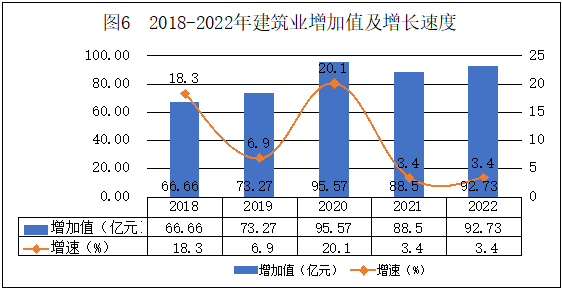 图6 2018-2022年建筑业增加值及增长速度
100.00 25
80.00 20
60.00 15
40.00 10
20.00 5
0.00 0
18.3 6.9 20.1 3.4 3.4
66.66 73.27 95.57 88.5 92.73
2018 2019 2020 2021 2022
增加值（亿元） 66.66 73.27 95.57 88.5 92.73
增速（%） 18.3 6.9 20.1 3.4 3.4
增加值（亿元） 增速（%）